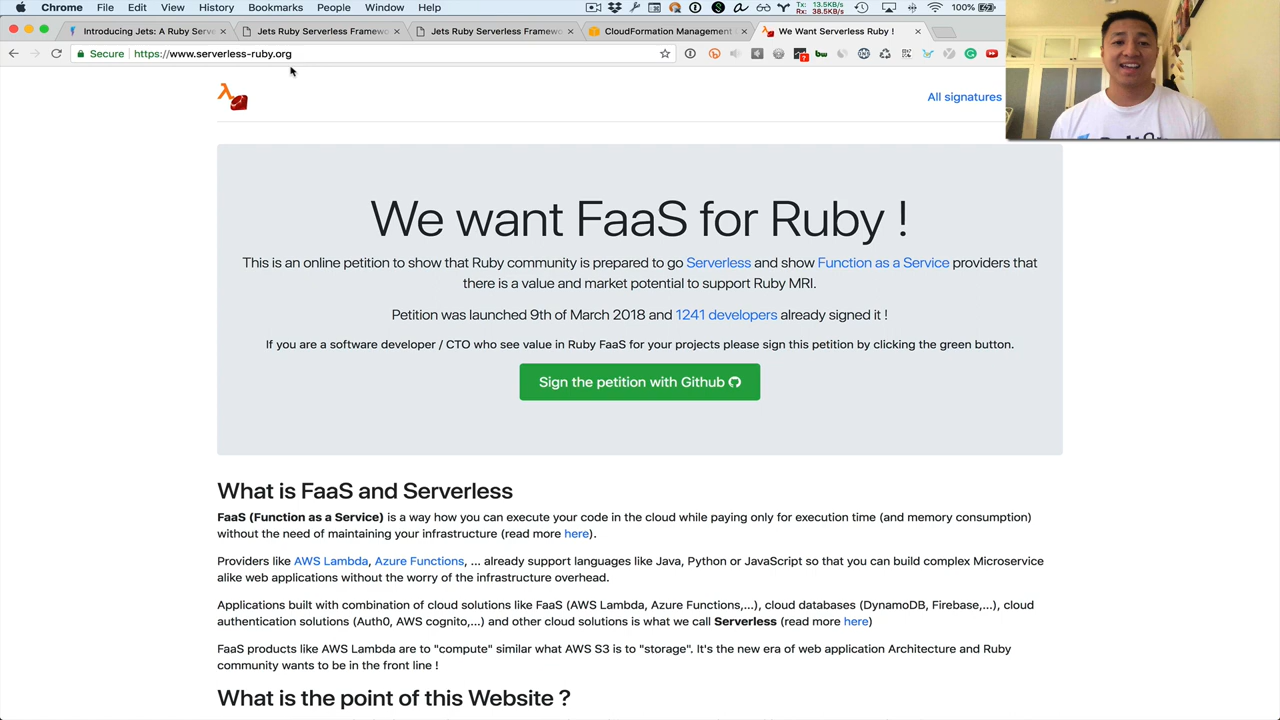 Chrome File Edit View History Bookmarks People Window Help Tx: 13.5KB/s Rx: 38.5KB/s 100%
Introducing Jets: A Ruby Serv Jets Ruby Serverless Framewo Jets Ruby Serverless Framewo CloudFormation Management We Want Serverless Ruby !
Secure https://www.serverless-ruby.org
All signatures
We want FaaS for Ruby !
This is an online petition to show that Ruby community is prepared to go Serverless and show Function as a Service providers that
there is a value and market potential to support Ruby MRI.
Petition was launched 9th of March 2018 and 1241 developers already signed it !
If you are a software developer / CTO who see value in Ruby FaaS for your projects please sign this petition by clicking the green button.
Sign the petition with Github
What is FaaS and Serverless
FaaS (Function as a Service) is a way how you can execute your code in the cloud while paying only for execution time (and memory consumption)
without the need of maintaining your infrastructure (read more here).
Providers like AWS Lambda, Azure Functions, ... already support languages like Java, Python or JavaScript so that you can build complex Microservice
alike web applications without the worry of the infrastructure overhead.
Applications built with combination of cloud solutions like FaaS (AWS Lambda, Azure Functions,...), cloud databases (DynamoDB, Firebase,...), cloud
authentication solutions (Auth0, AWS cognito,...) and other cloud solutions is what we call Serverless (read more here)
FaaS products like AWS Lambda are to "compute" similar what AWS S3 is to "storage". It's the new era of web application Architecture and Ruby
community wants to be in the front line !
What is the point of this Website ?